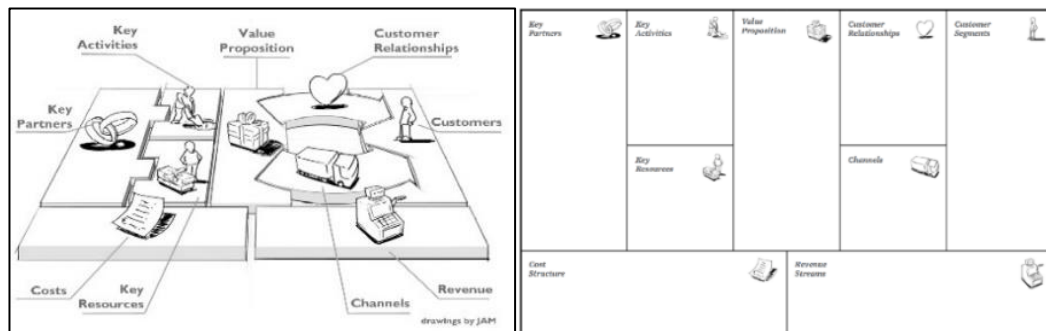 Key
Activities
Value
Proposition
Customer
Relationships
Key
Partners
Customers
Costs
Key
Resources
Channels
Revenue
drawings by JAM
Key
Partners
Key
Activities
Value
Proposition
Customer
Relationships
Customer
Segments
Key
Resources
Channels
Cost
Structure
Revenue
Streams